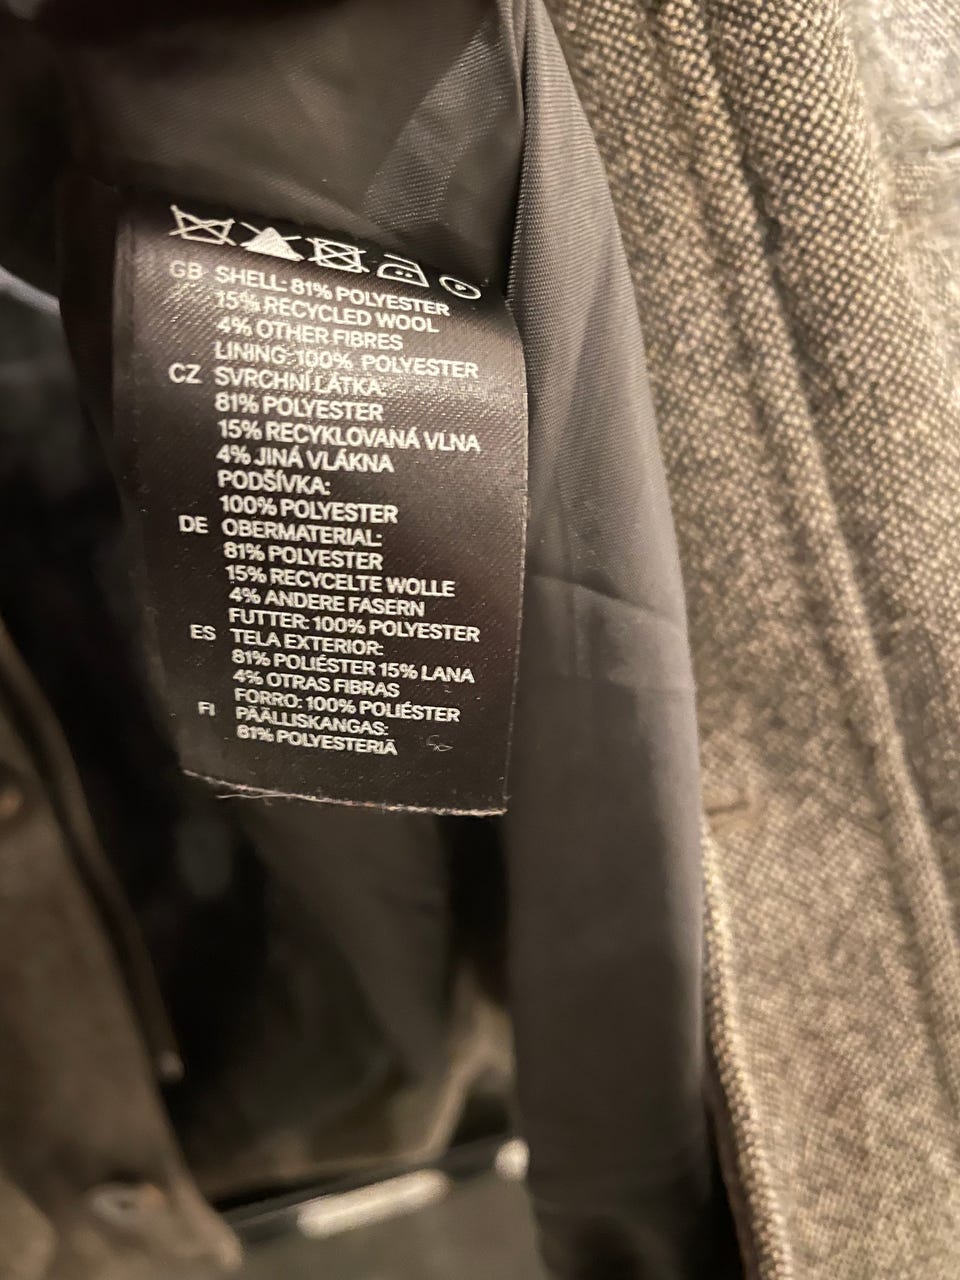 GB SHELL: 81% POLYESTER
15% RECYCLED WOOL
4% OTHER FIBRES
LINING: 100% POLYESTER
CZ SVRCHNÍ LÁTKA:
81% POLYESTER
15% RECYKLOVANÁ VLNA
4% JINÁ VLÁKNA
PODŠÍVKA:
100% POLYESTER
DE OBERMATERIAL:
81% POLYESTER
15% RECYCELTE WOLLE
4% ANDERE FASERN
FUTTER: 100% POLYESTER
ES TELA EXTERIOR:
81% POLIÉSTER 15% LANA
4% OTRAS FIBRAS
FORRO: 100% POLIÉSTER
FI PÄÄLLISKANGAS:
81% POLYESTERIÄ